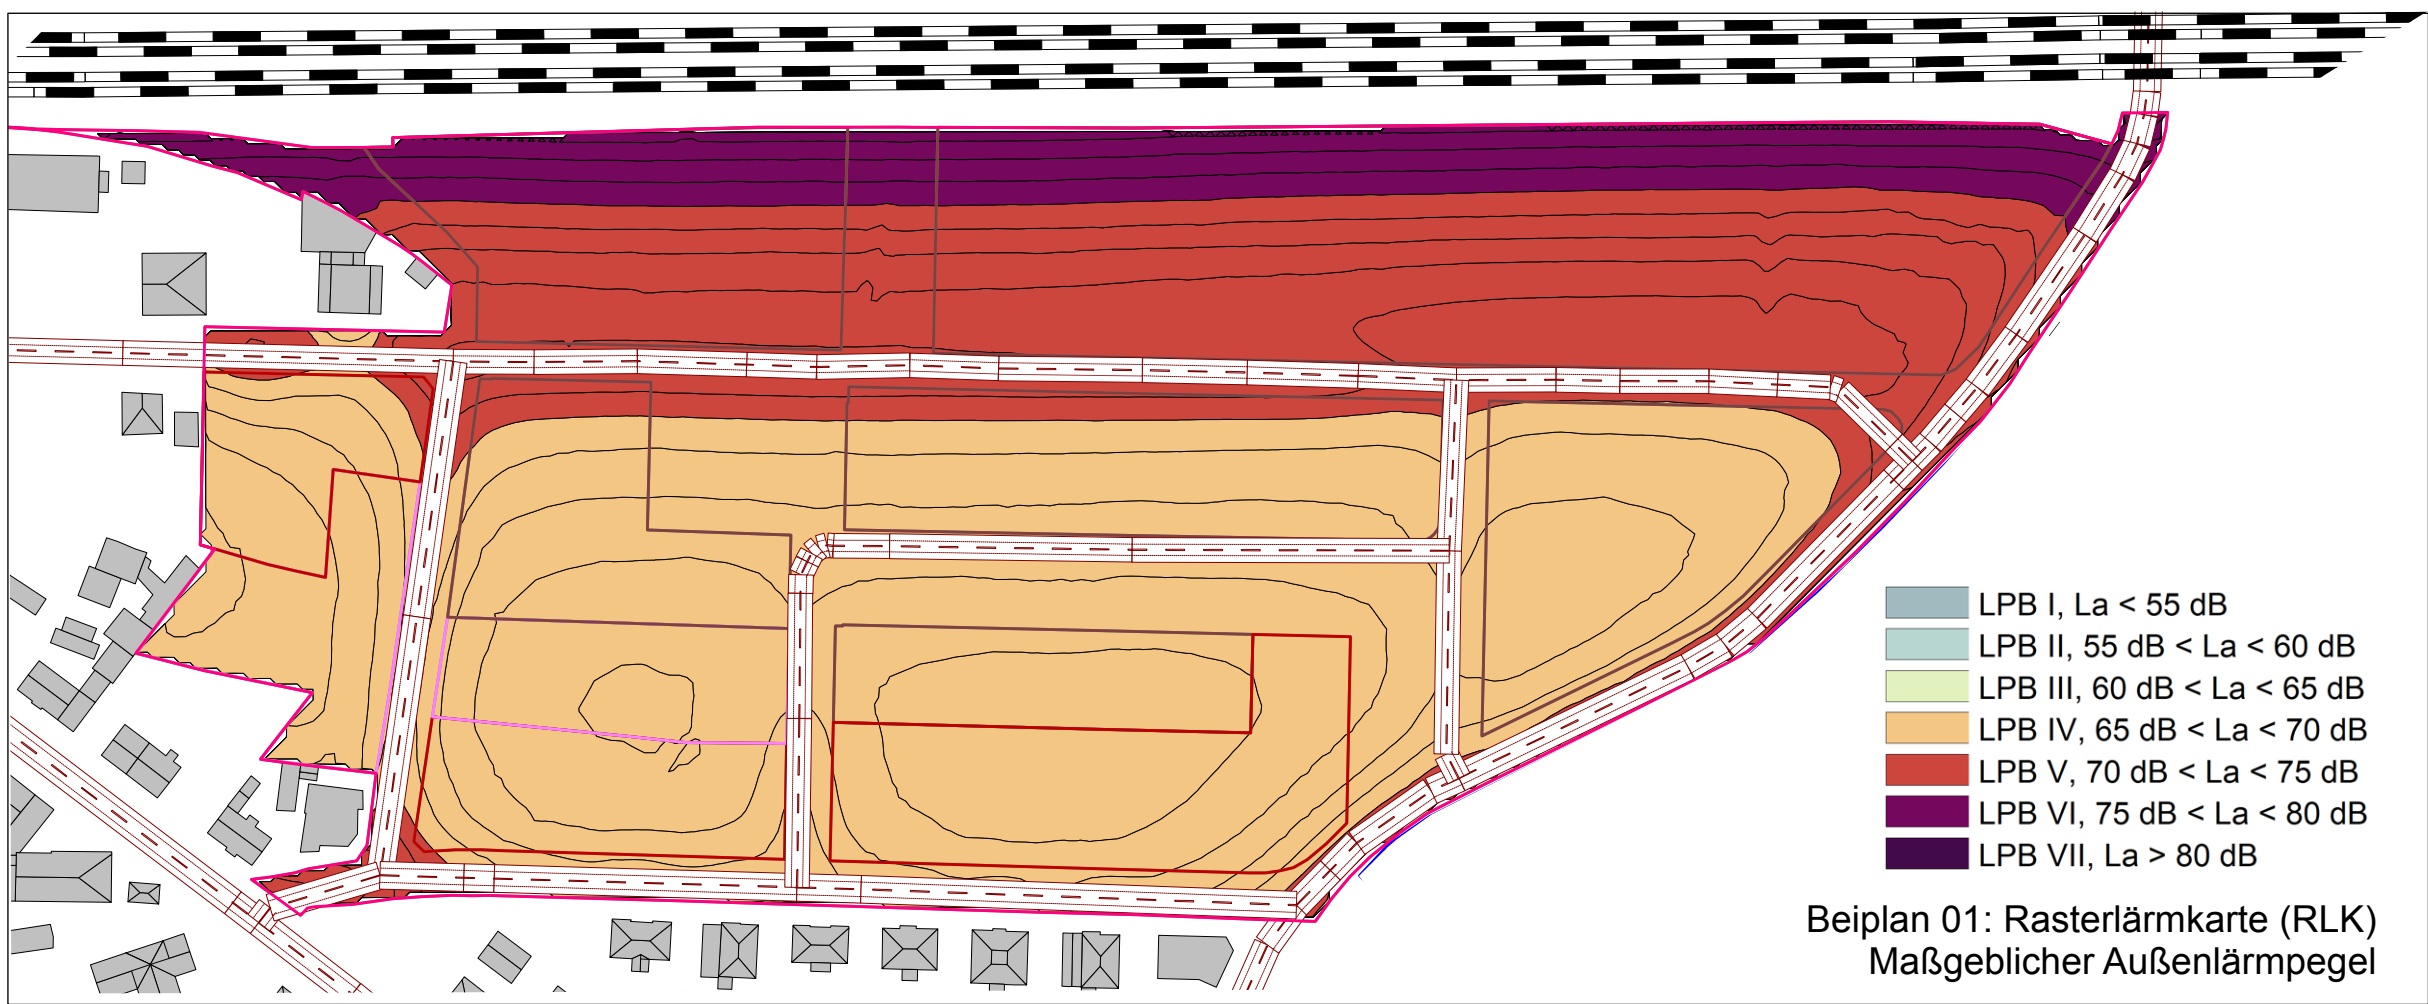 LPB I, La < 55 dB
LPB II, 55 dB < La < 60 dB
LPB III, 60 dB < La < 65 dB
LPB IV, 65 dB < La < 70 dB
LPB V, 70 dB < La < 75 dB
LPB VI, 75 dB < La < 80 dB
LPB VII, La > 80 dB
Beiplan 01: Rasterlärmkarte (RLK)
Maßgeblicher Außenlärmpegel